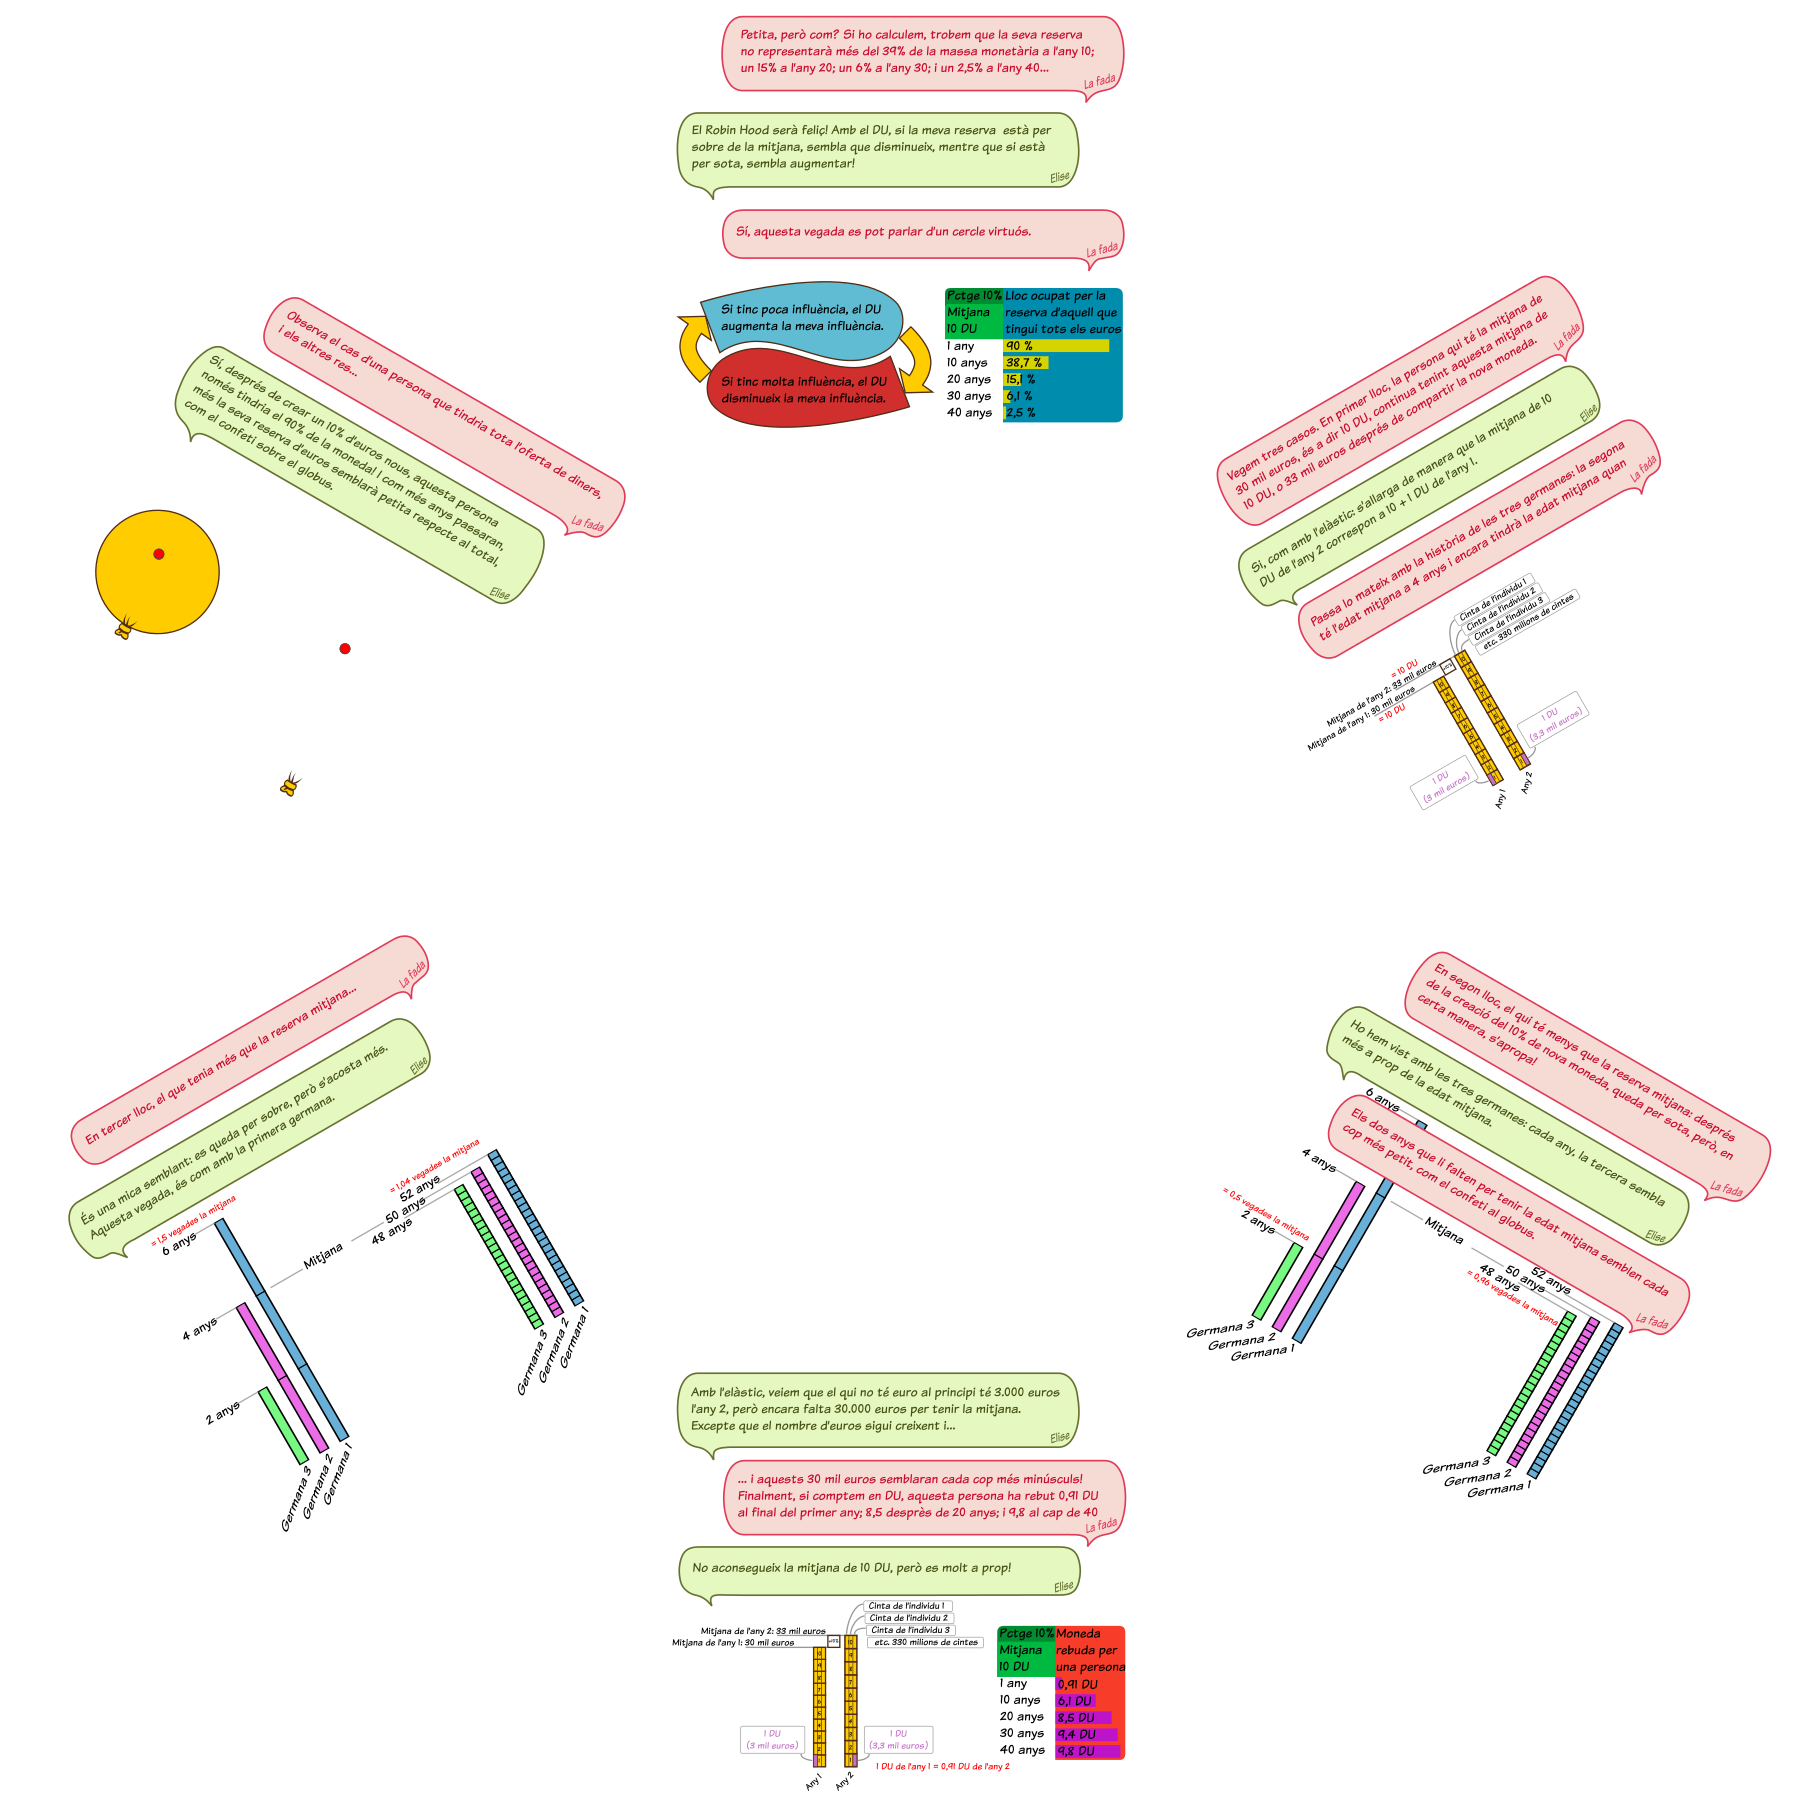 Petita, però com? Si ho calculem, trobem que la seva reserva
no representarà més del 39% de la massa monetària a l'any 10;
un 15% a l'any 20; un 6% a l'any 30; i un 2,5% a l'any 40...
La fada
El Robin Hood serà feliç! Amb el DU, si la meva reserva està per
sobre de la mitjana, sembla que disminueix, mentre que si està
per sota, sembla augmentar!
Elise
Sí, aquesta vegada es pot parlar d'un cercle virtuós.
La fada
Si tinc poca influència, el DU
augmenta la meva influència.
Si tinc molta influència, el DU
disminueix la meva influència.
Pctge 10% Lloc ocupat per la
Mitjana reserva d'aquell que
10 DU tingui tots els euros
1 any 90 %
10 anys 38,7 %
20 anys 15,1 %
30 anys 6,1 %
40 anys 2,5 %
Observa el cas d'una persona que tindria tota l'oferta de diners,
i els altres res...
La fada
Sí, després de crear un 10% d'euros nous, aquesta persona
només tindria el 90% de la moneda! I com més anys passaran,
més la seva reserva d'euros semblarà petita respecte al total,
com el confeti sobre el globus.
Elise
Vegem tres casos. En primer lloc, la persona qui té la mitjana de
30 mil euros, és a dir 10 DU, continua tenint aquesta mitjana de
10 DU, o 33 mil euros després de compartir la nova moneda.
La fada
Si, com amb l'elàstic: s'allarga de manera que la mitjana de 10
DU de l'any 2 correspon a 10 + 1 DU de l'any 1.
Elise
Passa lo mateix amb la història de les tres germanes: la segona
té l'edat mitjana a 4 anys i encara tindrà la edat mitjana quan
La fada
Cinta de l'individu 1
Cinta de l'individu 2
Cinta de l'individu 3
etc. 330 milions de cintes
= 10 DU
Mitjana de l'any 2: 33 mil euros
Mitjana de l'any 1: 30 mil euros
= 10 DU
1 DU
(3,3 mil euros)
1 DU
(3 mil euros)
Any 1
Any 2
En tercer lloc, el que tenia més que la reserva mitjana...
La fada
És una mica semblant: es queda per sobre, però s'acosta més.
Aquesta vegada, és com amb la primera germana.
Elise
= 1,5 vegades la mitjana
6 anys
4 anys
2 anys
Mitjana
= 1,04 vegades la mitjana
52 anys
50 anys
48 anys
Germana 3
Germana 2
Germana 1
Germana 3
Germana 2
Germana 1
En segon lloc, el qui té menys que la reserva mitjana: després
de la creació del 10% de nova moneda, queda per sota, però, en
certa manera, s'apropa!
La fada
Ho hem vist amb les tres germanes: cada any, la tercera sembla
més a prop de la edat mitjana.
Elise
Els dos anys que li falten per tenir la edat mitjana semblen cada
cop més petit, com el confeti al globus.
La fada
6 anys
4 anys
= 0,5 vegades la mitjana
2 anys
Mitjana
52 anys
50 anys
48 anys
= 0,96 vegades la mitjana
Germana 3
Germana 2
Germana 1
Germana 3
Germana 2
Germana 1
Amb l'elàstic, veiem que el qui no té euro al principi té 3.000 euros
l'any 2, però encara falta 30.000 euros per tenir la mitjana.
Excepte que el nombre d'euros sigui creixent i...
Elise
... i aquests 30 mil euros semblaran cada cop més minúsculs!
Finalment, si comptem en DU, aquesta persona ha rebut 0,91 DU
al final del primer any; 8,5 desprès de 20 anys; i 9,8 al cap de 40
La fada
No aconsegueix la mitjana de 10 DU, però es molt a prop!
Elise
Cinta de l'individu 1
Cinta de l'individu 2
Cinta de l'individu 3
etc. 330 milions de cintes
Mitjana de l'any 2: 33 mil euros
Mitjana de l'any 1: 30 mil euros
1 DU
(3 mil euros)
1 DU
(3,3 mil euros)
Any 1
Any 2
1 DU de l'any 1 = 0,91 DU de l'any 2
Pctge 10% Moneda
Mitjana rebuda per
10 DU una persona
1 any 0,91 DU
10 anys 6,1 DU
20 anys 8,5 DU
30 anys 9,4 DU
40 anys 9,8 DU